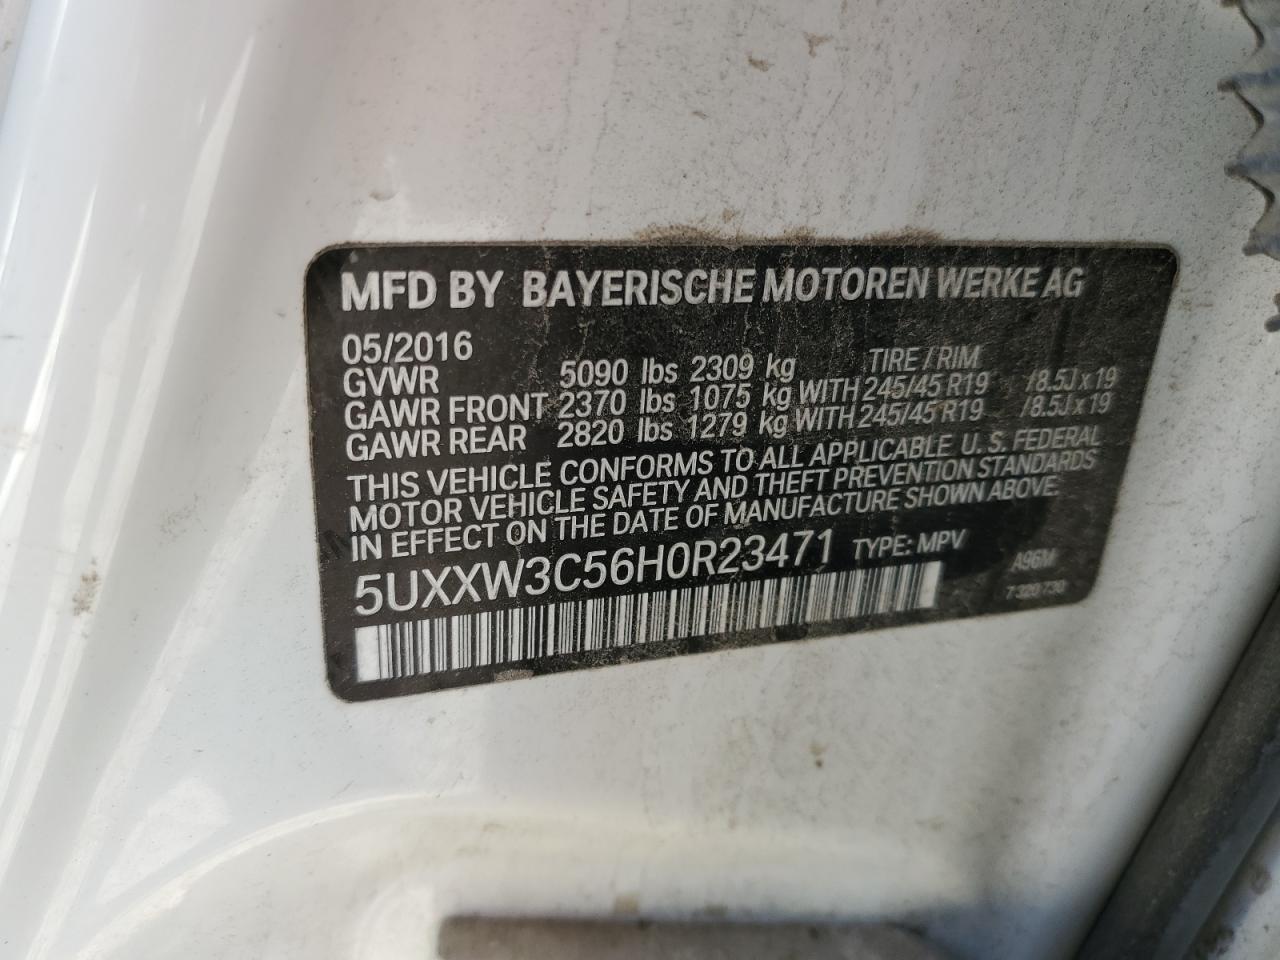 MFD BY BAYERISCHE MOTOREN WERKE AG
05/2016
GVWR 5090 lbs 2309 kg TIRE / RIM
GAWR FRONT 2370 lbs 1075 kg WITH 245/45 R19 /8.5J x 19
GAWR REAR 2820 lbs 1279 kg WITH 245/45 R19 /8.5J x 19
THIS VEHICLE CONFORMS TO ALL APPLICABLE U.S. FEDERAL
MOTOR VEHICLE SAFETY AND THEFT PREVENTION STANDARDS
IN EFFECT ON THE DATE OF MANUFACTURE SHOWN ABOVE.
5UXXW3C56H0R23471 TYPE: MPV
A96M
7 320 730